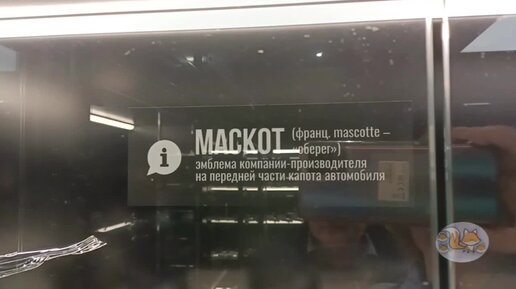 МАСКОТ (франц. mascotte –
«оберег»)
эмблема компании-производителя
на передней части капота автомобиля